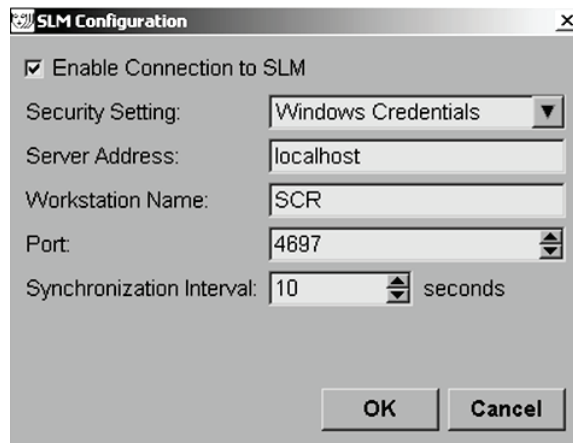 SLM Configuration
Enable Connection to SLM
Security Setting: Windows Credentials
Server Address: localhost
Workstation Name: SCR
Port: 4697
Synchronization Interval: 10 seconds
OK Cancel